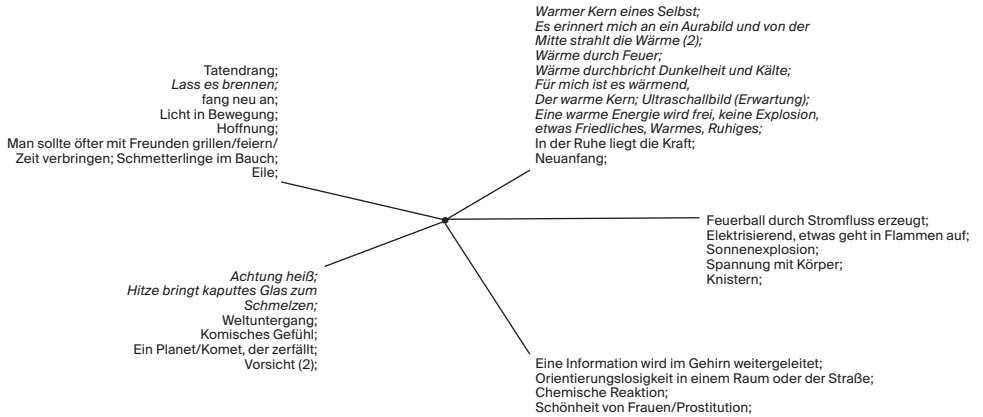 Warmer Kern eines Selbst;
Es erinnert mich an ein Aurabild und von der
Mitte strahlt die Wärme (2);
Wärme durch Feuer;
Wärme durchbricht Dunkelheit und Kälte;
Für mich ist es wärmend,
Der warme Kern; Ultraschallbild (Erwartung);
Eine warme Energie wird frei, keine Explosion,
etwas Friedliches, Warmes, Ruhiges;
In der Ruhe liegt die Kraft;
Neuanfang;
Tatendrang;
Lass es brennen;
fang neu an;
Licht in Bewegung;
Hoffnung;
Man sollte öfter mit Freunden grillen/feiern/
Zeit verbringen; Schmetterlinge im Bauch;
Eile;
Feuerball durch Stromfluss erzeugt;
Elektrisierend, etwas geht in Flammen auf;
Sonnenexplosion;
Spannung mit Körper;
Knistern;
Achtung heiß;
Hitze bringt kaputtes Glas zum
Schmelzen;
Weltuntergang;
Komisches Gefühl;
Ein Planet/Komet, der zerfällt;
Vorsicht (2);
Eine Information wird im Gehirn weitergeleitet;
Orientierungslosigkeit in einem Raum oder der Straße;
Chemische Reaktion;
Schönheit von Frauen/Prostitution;